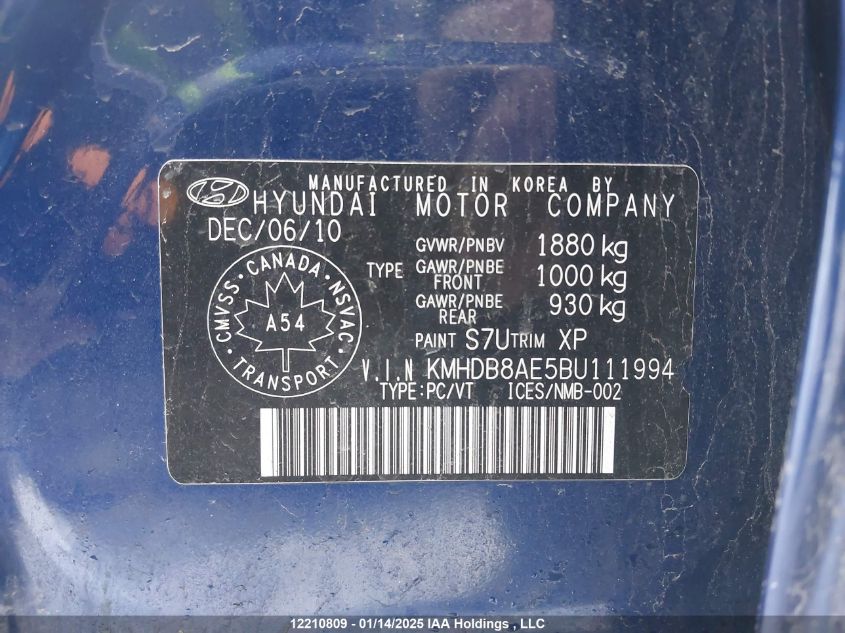 MANUFACTURED IN KOREA BY
HYUNDAI MOTOR COMPANY
DEC/06/10
GVWR/PNBV 1880 kg
TYPE GAWR/PNBE FRONT 1000 kg
GAWR/PNBE REAR 930 kg
CANADA
CMVSS · NSVAC
A54
TRANSPORT
PAINT S7U TRIM XP
V.I.N KMHDB8AE5BU111994
TYPE:PC/VT ICES/NMB-002
12210809 - 01/14/2025 IAA Holdings , LLC